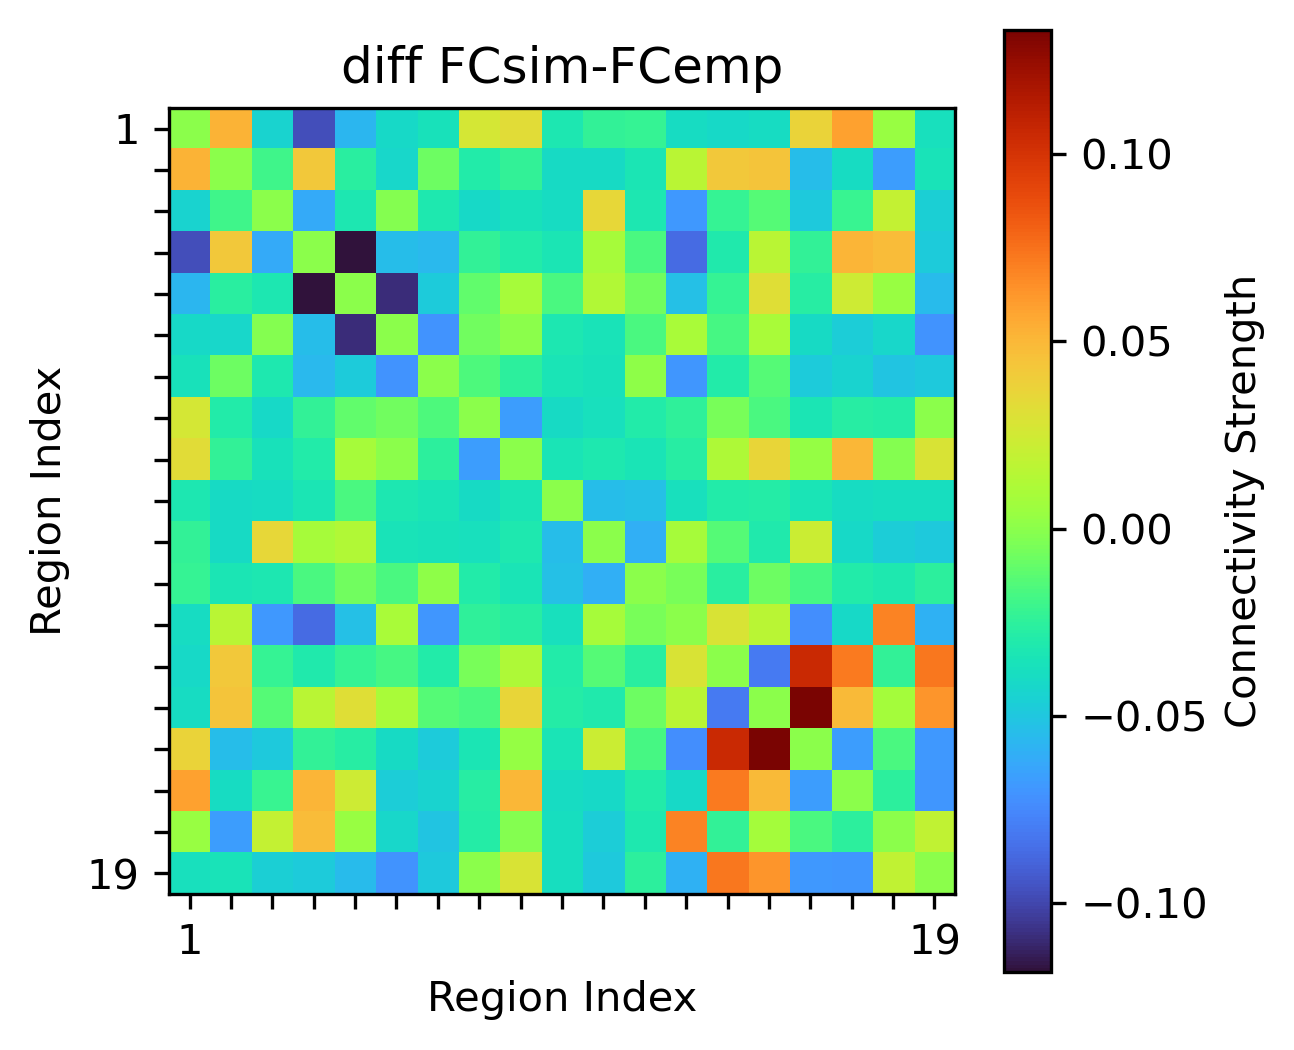 diff FCsim-FCemp
1
19
1
19
Region Index
Region Index
0.10
0.05
0.00
−0.05
−0.10
Connectivity Strength